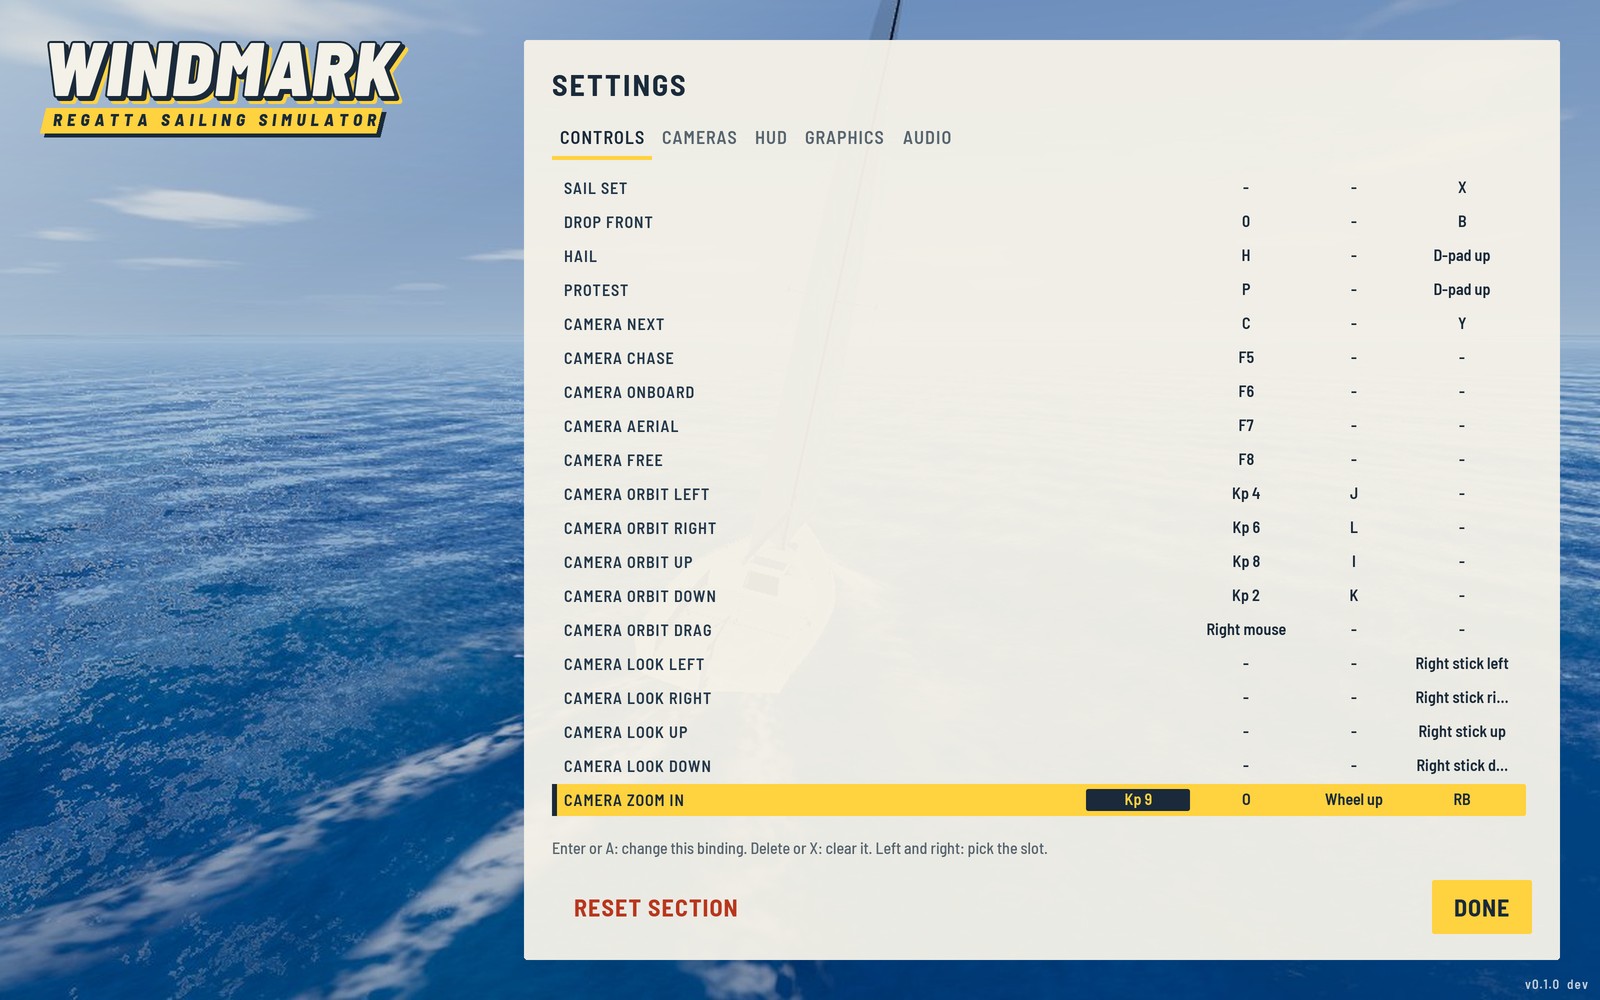 WINDMARK
REGATTA SAILING SIMULATOR
SETTINGS
CONTROLS CAMERAS HUD GRAPHICS AUDIO
SAIL SET - - X
DROP FRONT O - B
HAIL H - D-pad up
PROTEST P - D-pad up
CAMERA NEXT C - Y
CAMERA CHASE F5 - -
CAMERA ONBOARD F6 - -
CAMERA AERIAL F7 - -
CAMERA FREE F8 - -
CAMERA ORBIT LEFT Kp 4 J -
CAMERA ORBIT RIGHT Kp 6 L -
CAMERA ORBIT UP Kp 8 I -
CAMERA ORBIT DOWN Kp 2 K -
CAMERA ORBIT DRAG Right mouse - -
CAMERA LOOK LEFT - - Right stick left
CAMERA LOOK RIGHT - - Right stick ri...
CAMERA LOOK UP - - Right stick up
CAMERA LOOK DOWN - - Right stick d...
CAMERA ZOOM IN Kp 9 O Wheel up RB
Enter or A: change this binding. Delete or X: clear it. Left and right: pick the slot.
RESET SECTION DONE
v0.1.0 dev